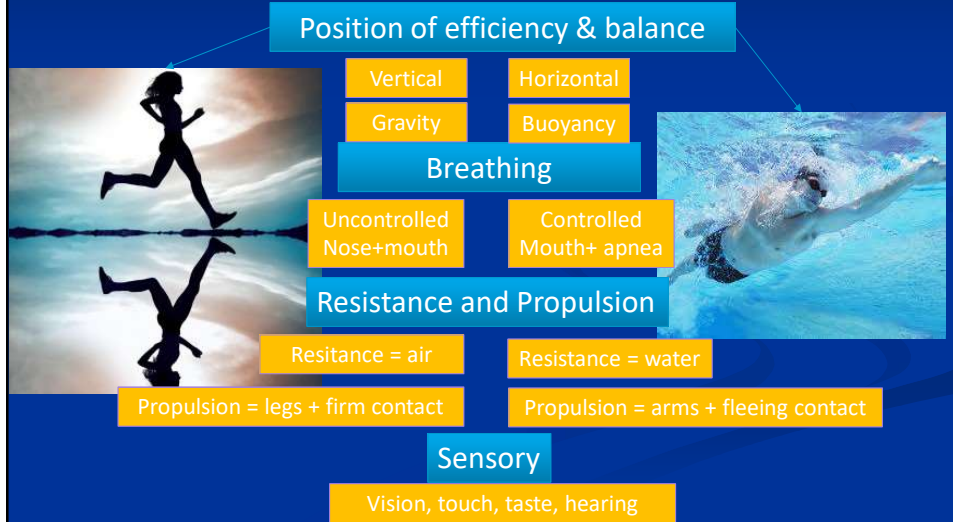 Position of efficiency & balance
Vertical
Horizontal
Gravity
Buoyancy
Breathing
Uncontrolled
Nose+mouth
Controlled
Mouth+ apnea
Resistance and Propulsion
Resitance = air
Resistance = water
Propulsion = legs + firm contact
Propulsion = arms + fleeing contact
Sensory
Vision, touch, taste, hearing